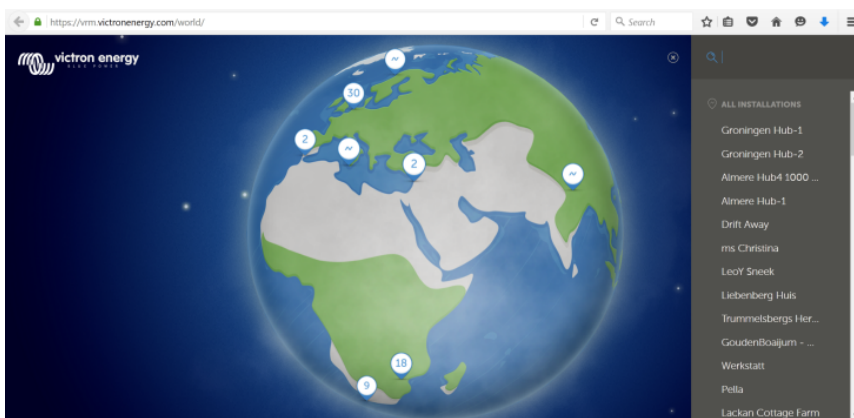 https://vrm.victronenergy.com/world/
Search
victron energy
BLUE POWER
30
2
2
18
9
ALL INSTALLATIONS
Groningen Hub-1
Groningen Hub-2
Almere Hub4 1000 ...
Almere Hub-1
Drift Away
ms Christina
LeoY Sneek
Liebenberg Huis
Trummelsbergs Her...
GoudenBoaijum - ...
Werkstatt
Pella
Lackan Cottage Farm